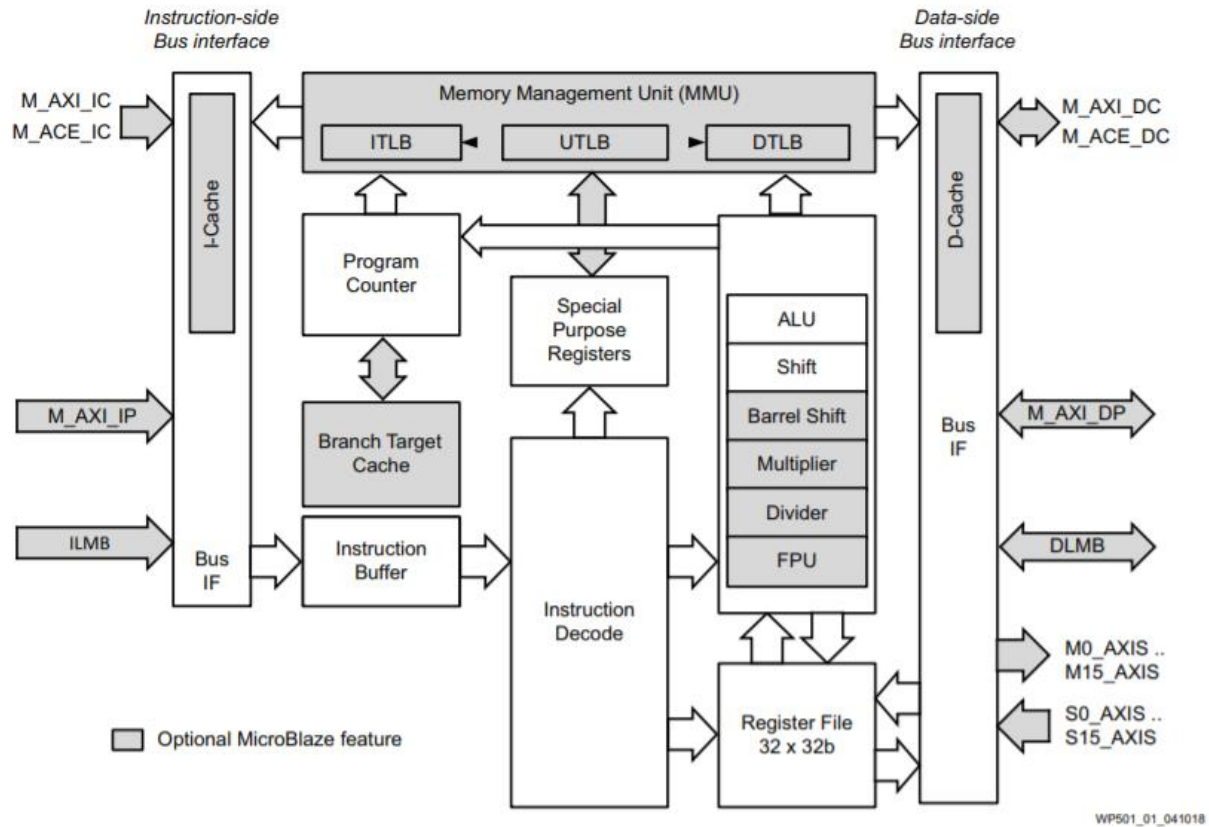 Instruction-side
Bus interface
Data-side
Bus interface
M_AXI_IC
M_ACE_IC
I-Cache
Memory Management Unit (MMU)
ITLB
UTLB
DTLB
D-Cache
M_AXI_DC
M_ACE_DC
Program
Counter
Special
Purpose
Registers
ALU
Shift
Barrel Shift
Multiplier
Divider
FPU
M_AXI_IP
Branch Target
Cache
Bus
IF
M_AXI_DP
ILMB
Bus
IF
Instruction
Buffer
Instruction
Decode
DLMB
Register File
32 x 32b
M0_AXIS ..
M15_AXIS
S0_AXIS ..
S15_AXIS
Optional MicroBlaze feature
WP501_01_041018